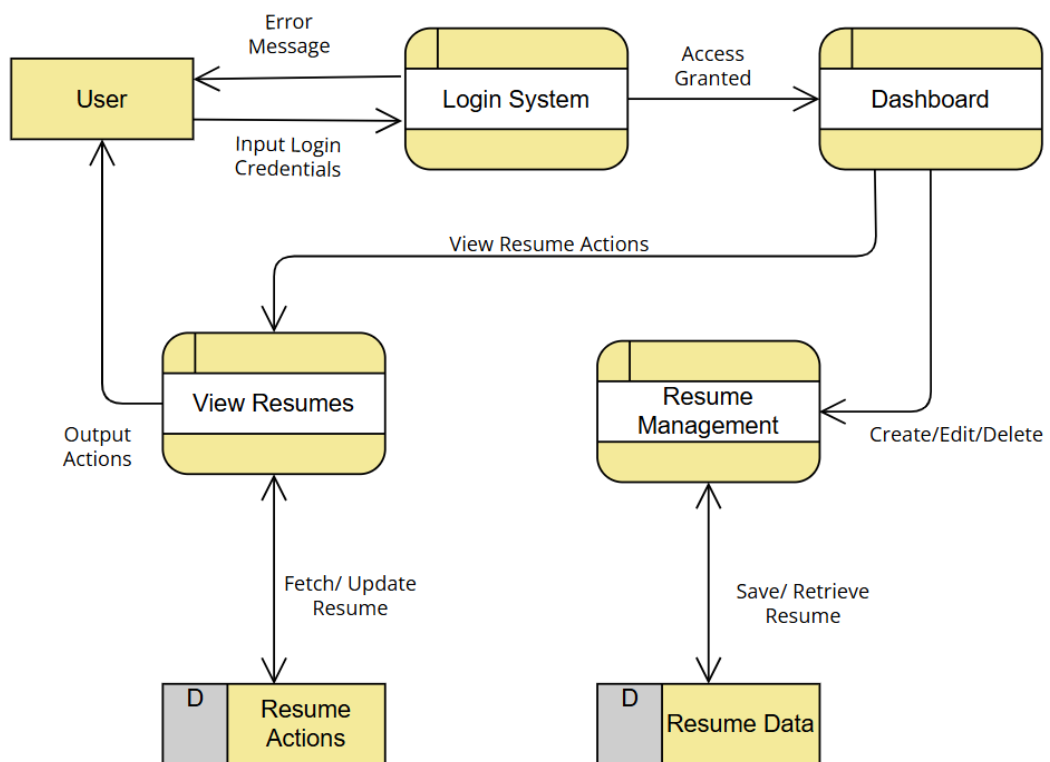 Error
Message
User
Login System
Access
Granted
Dashboard
Input Login
Credentials
View Resume Actions
View Resumes
Resume
Management
Output
Actions
Create/Edit/Delete
Fetch/ Update
Resume
Save/ Retrieve
Resume
D
Resume
Actions
D
Resume Data